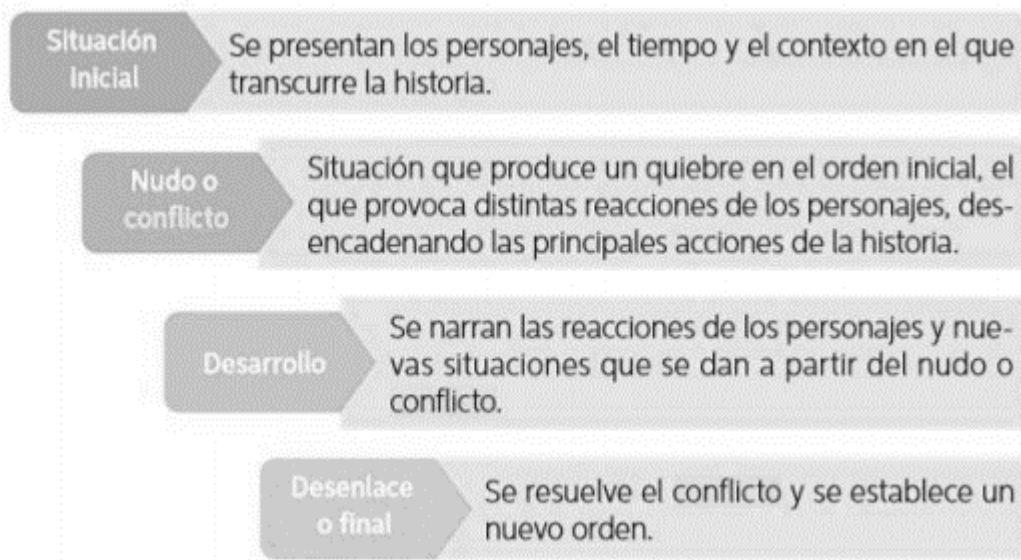 Situación
Inicial
Se presentan los personajes, el tiempo y el contexto en el que
transcurre la historia.
Nudo o
conflicto
Situación que produce un quiebre en el orden inicial, el
que provoca distintas reacciones de los personajes, des-
encadenando las principales acciones de la historia.
Desarrollo
Se narran las reacciones de los personajes y nue-
vas situaciones que se dan a partir del nudo o
conflicto.
Desenlace
o final
Se resuelve el conflicto y se establece un
nuevo orden.